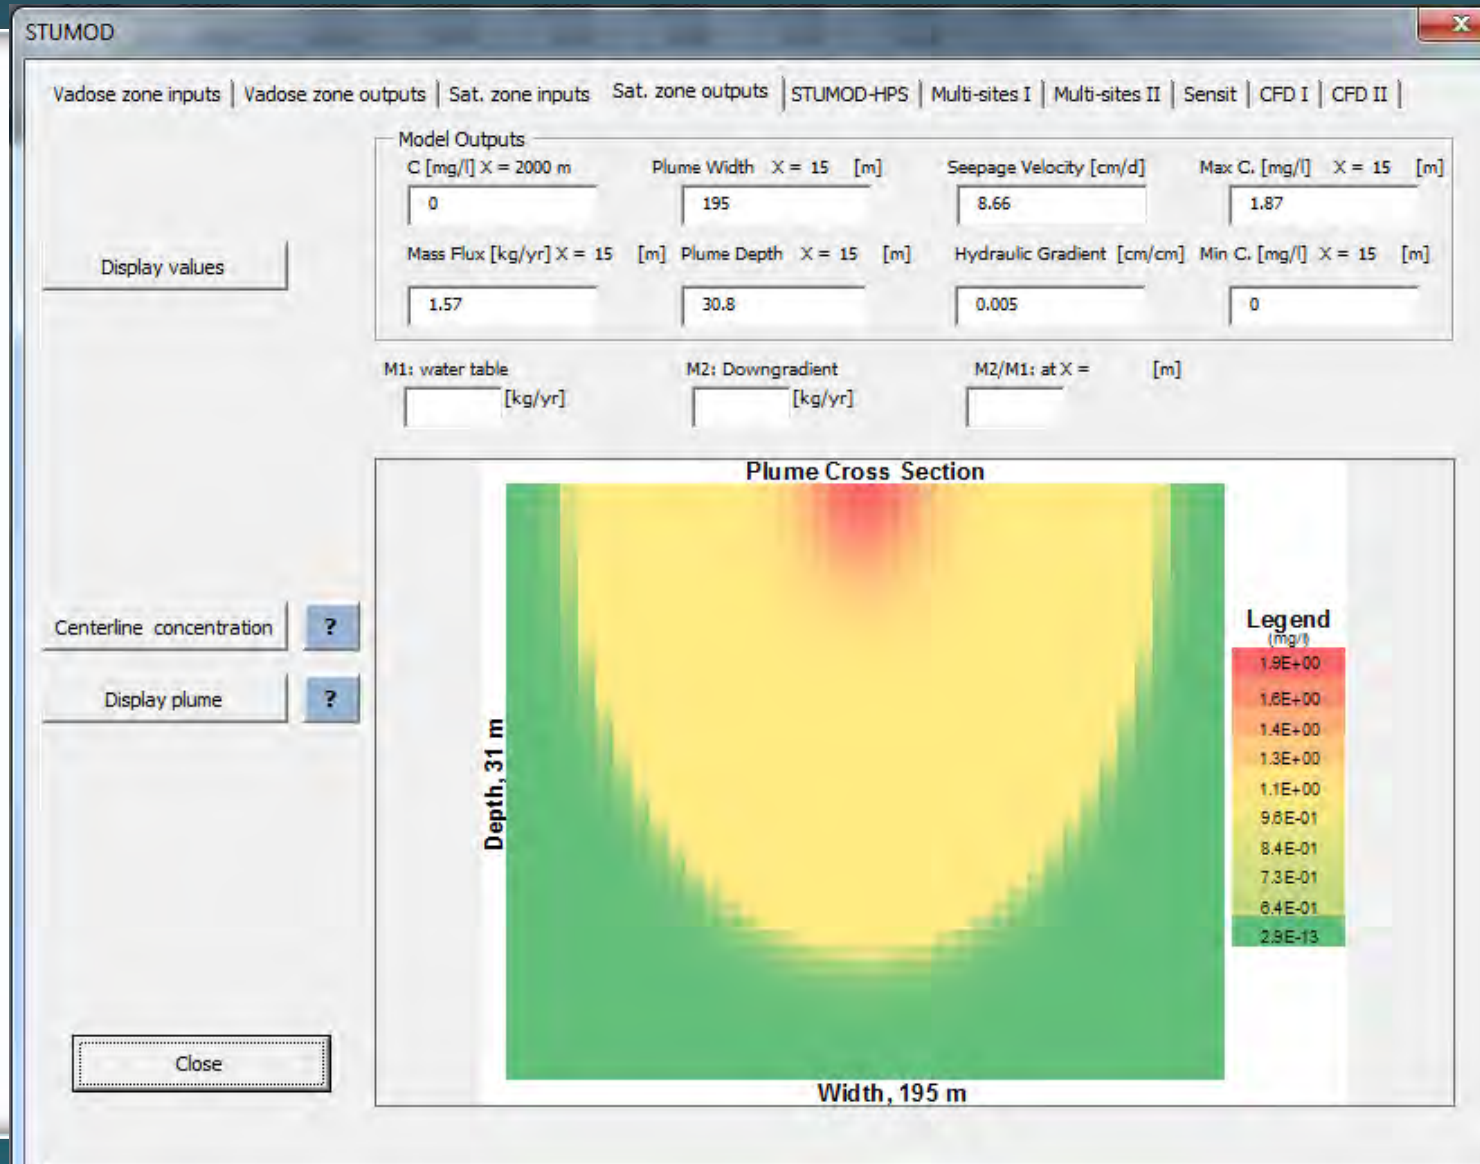 STUMOD
x
Vadose zone inputs | Vadose zone outputs | Sat. zone inputs Sat. zone outputs | STUMOD-HPS | Multi-sites I | Multi-sites II | Sensit | CFD I | CFD II |
Model Outputs
C [mg/l] X = 2000 m Plume Width X = 15 [m] Seepage Velocity [cm/d] Max C. [mg/l] X = 15 [m]
0 195 8.66 1.87
Display values
Mass Flux [kg/yr] X = 15 [m] Plume Depth X = 15 [m] Hydraulic Gradient [cm/cm] Min C. [mg/l] X = 15 [m]
1.57 30.8 0.005 0
M1: water table M2: Downgradient M2/M1: at X = [m]
[kg/yr] [kg/yr]
Plume Cross Section
Centerline concentration ?
Display plume ?
Depth, 31 m
Legend
(mg/l)
1.9E+00
1.6E+00
1.4E+00
1.3E+00
1.1E+00
9.6E-01
8.4E-01
7.3E-01
6.4E-01
2.9E-13
Close
Width, 195 m